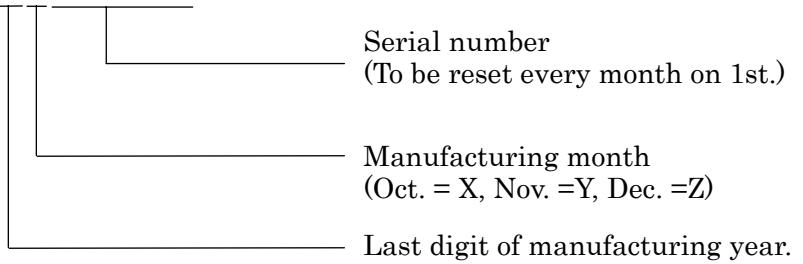 Serial number
(To be reset every month on 1st.)
Manufacturing month
(Oct. = X, Nov. =Y, Dec. =Z)
Last digit of manufacturing year.